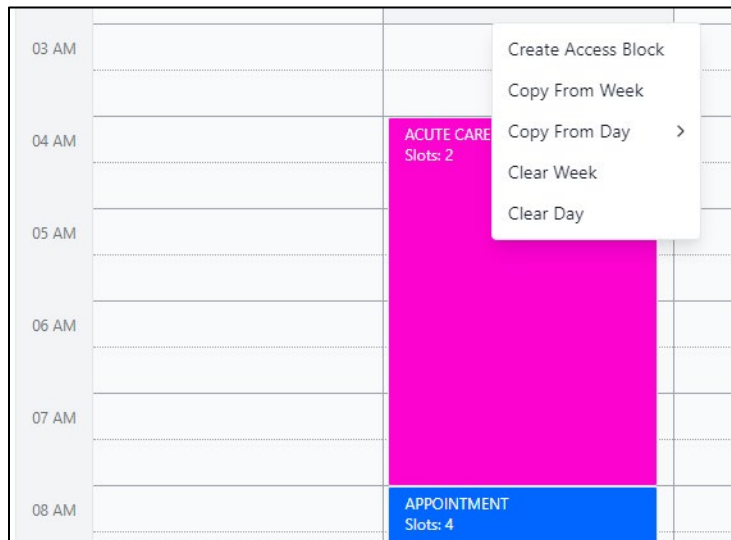 03 AM
04 AM
05 AM
06 AM
07 AM
08 AM
ACUTE CARE
Slots: 2
APPOINTMENT
Slots: 4
Create Access Block
Copy From Week
Copy From Day
Clear Week
Clear Day